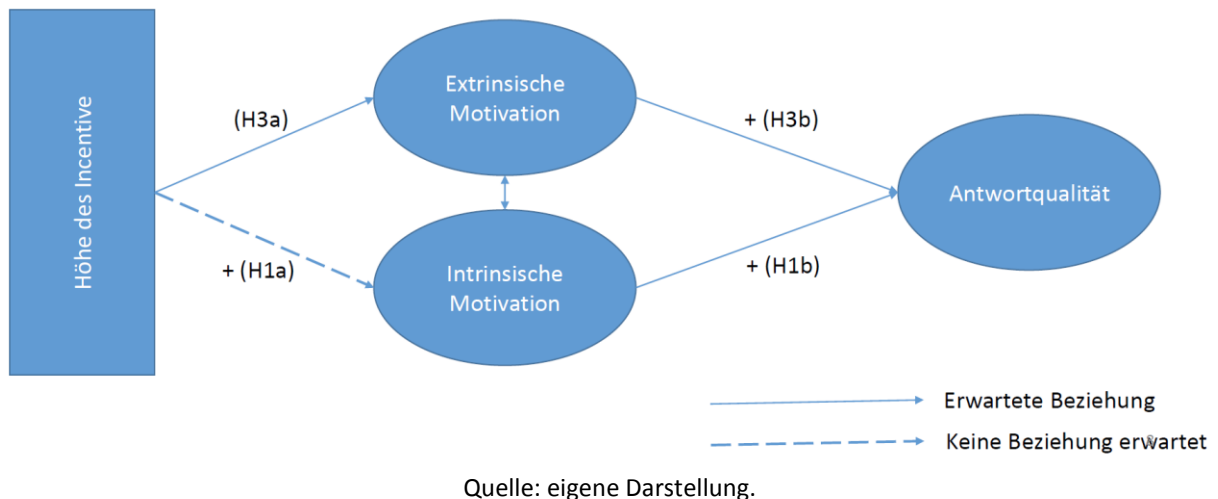 Höhe des Incentive
(H3a)
+ (H1a)
Extrinsische
Motivation
Intrinsische
Motivation
+ (H3b)
+ (H1b)
Antwortqualität
Erwartete Beziehung
Keine Beziehung erwartet
Quelle: eigene Darstellung.